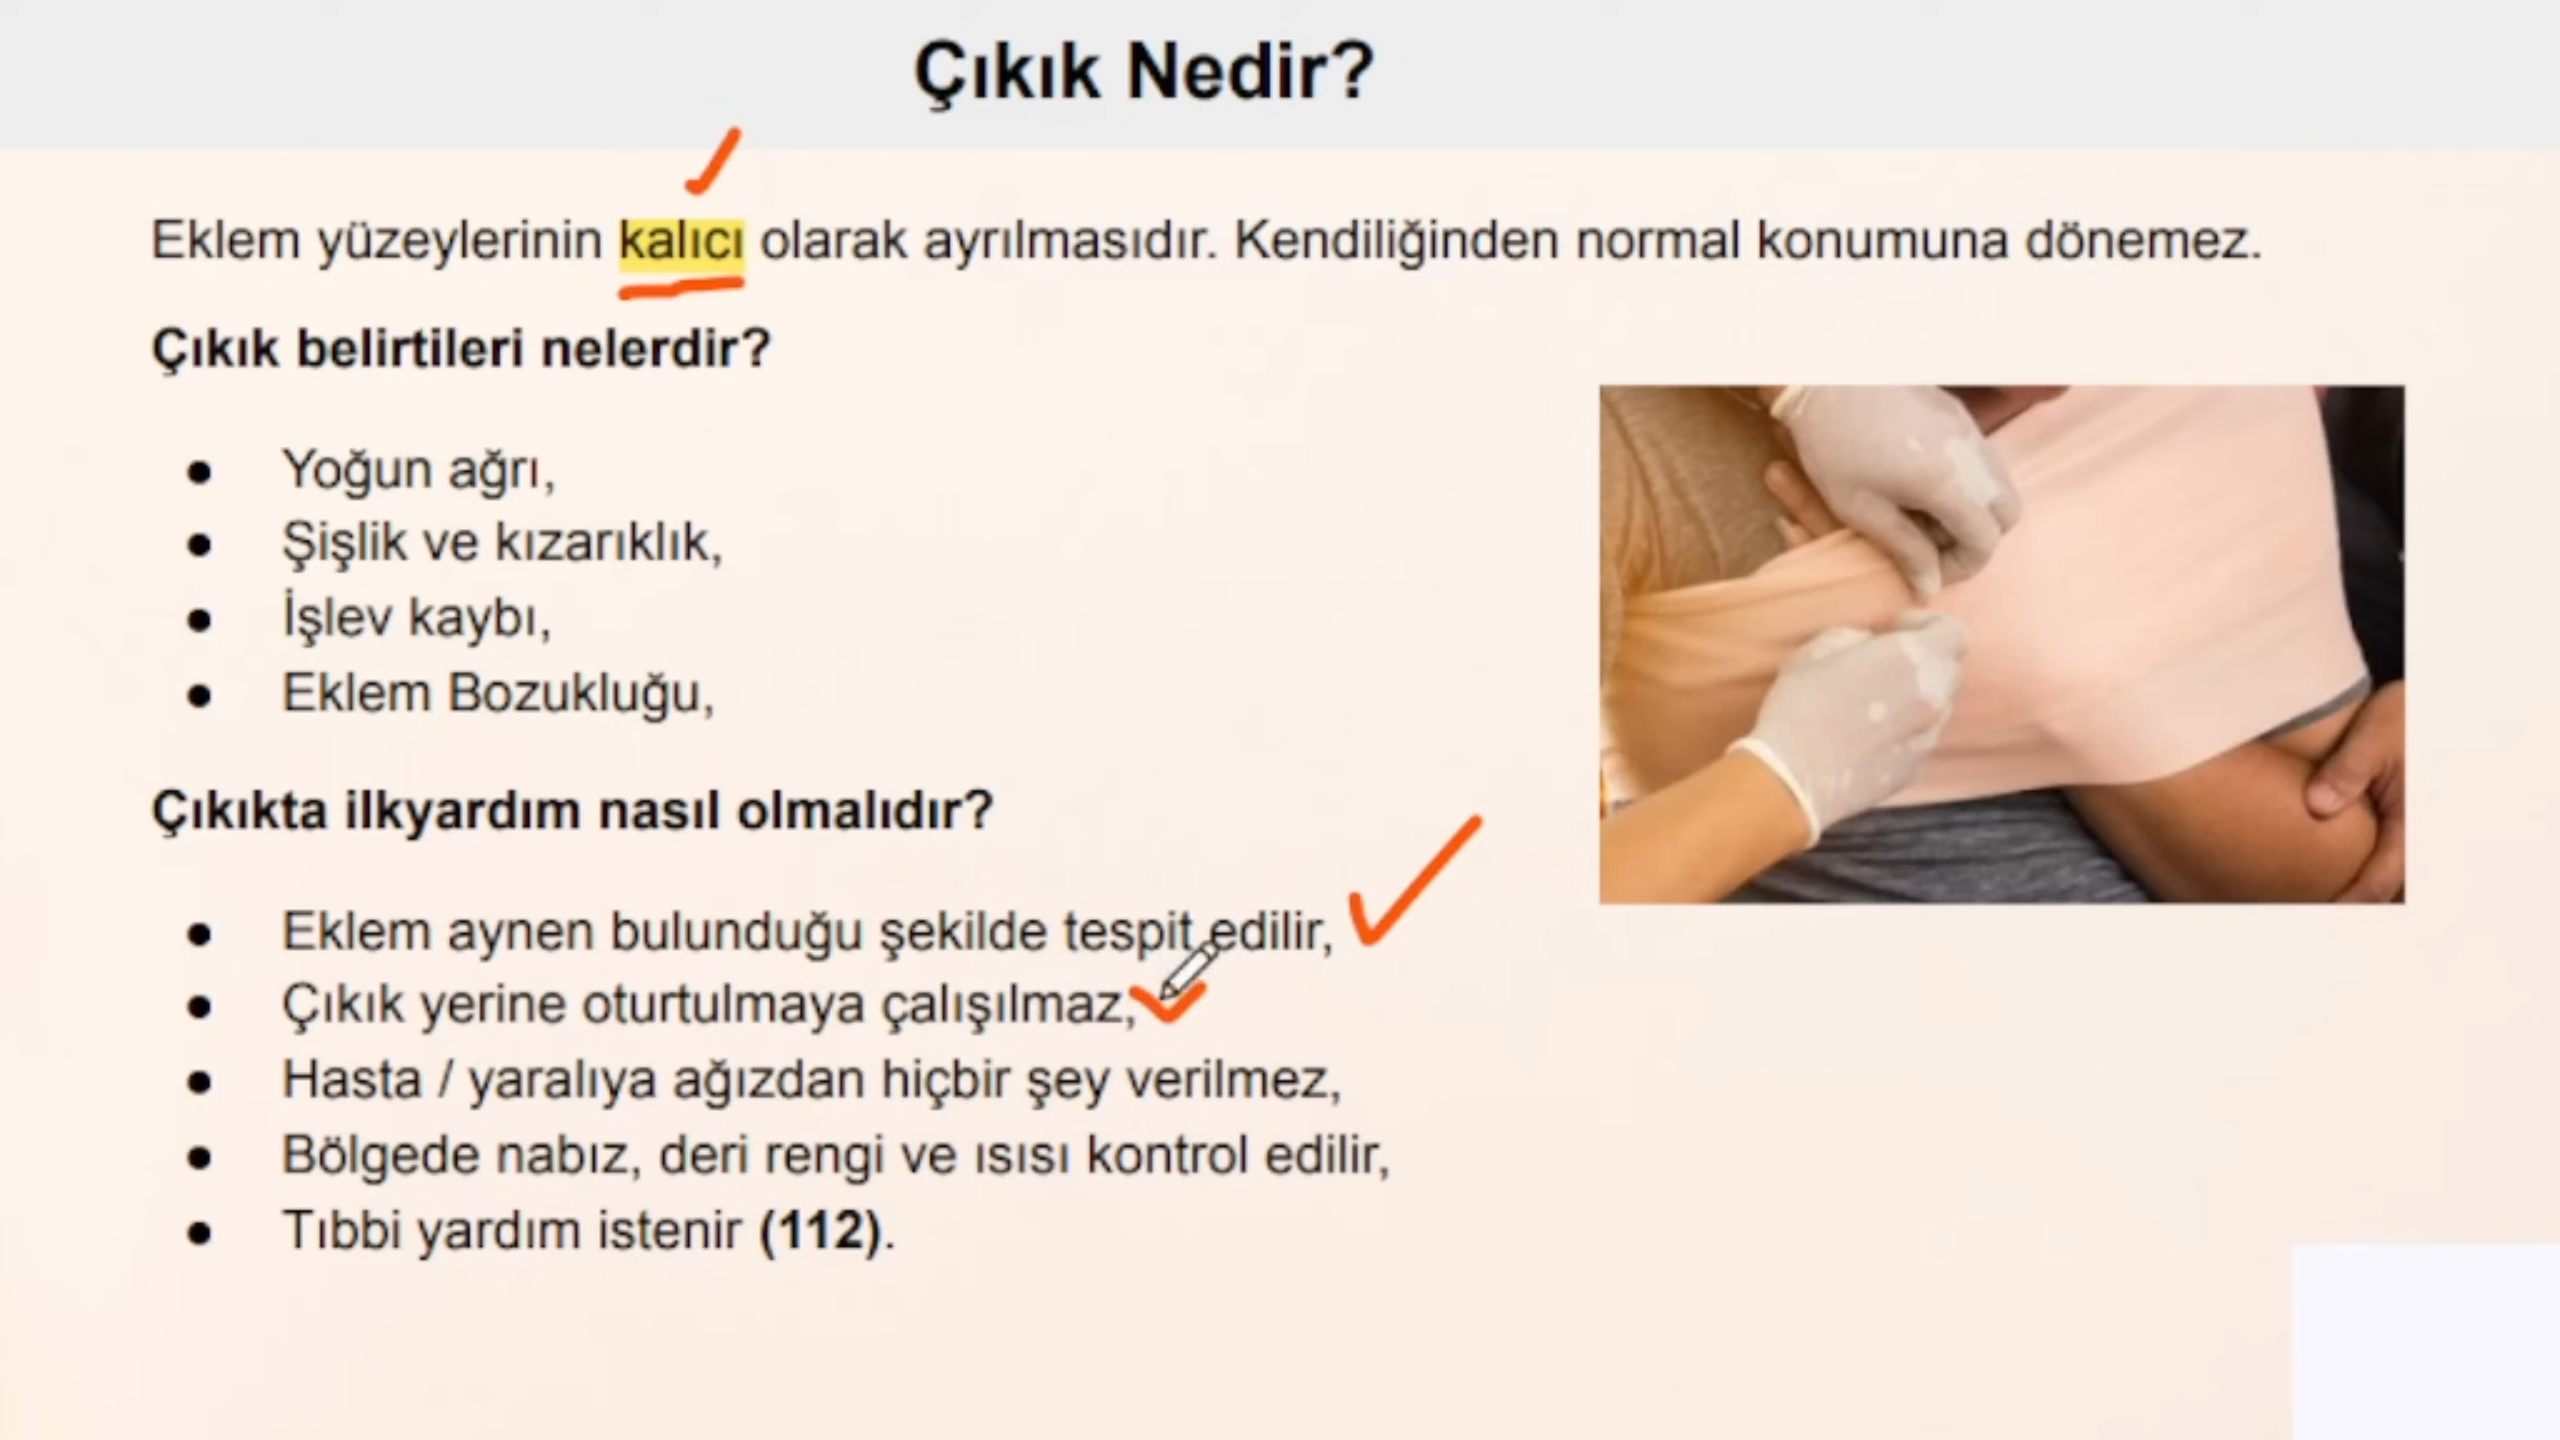 Çıkık Nedir?
Eklem yüzeylerinin kalıcı olarak ayrılmasıdır. Kendiliğinden normal konumuna dönemez.
Çıkık belirtileri nelerdir?
● Yoğun ağrı,
● Şişlik ve kızarıklık,
● İşlev kaybı,
● Eklem Bozukluğu,
Çıkıkta ilkyardım nasıl olmalıdır?
● Eklem aynen bulunduğu şekilde tespit edilir,
● Çıkık yerine oturtulmaya çalışılmaz,
● Hasta / yaralıya ağızdan hiçbir şey verilmez,
● Bölgede nabız, deri rengi ve ısısı kontrol edilir,
● Tıbbi yardım istenir (112).